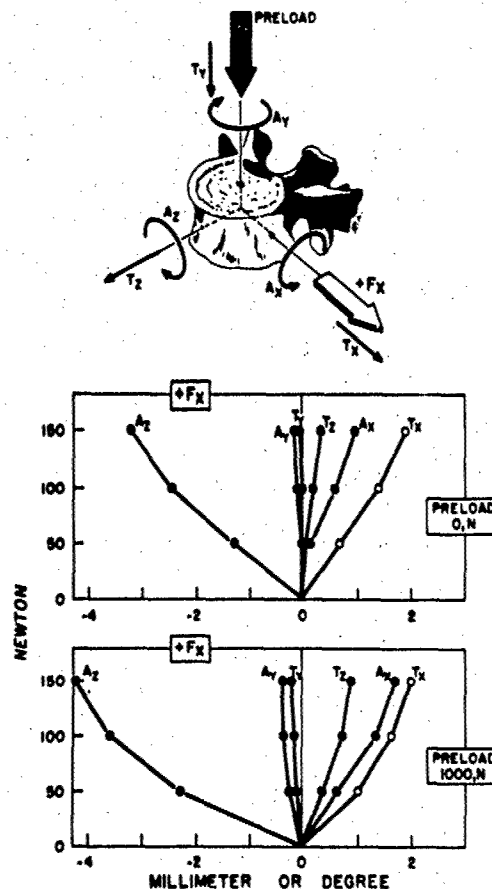 PRELOAD
TY
AY
AZ
TZ
AX
+FX
TX
+FX
AZ
AY
TY
TZ
AX
TX
150
100
50
0
-4
-2
0
2
PRELOAD
0,N
NEWTON
+FX
AZ
AY
TY
TZ
AX
TX
150
100
50
0
-4
-2
0
2
PRELOAD
1000,N
MILLIMETER OR DEGREE